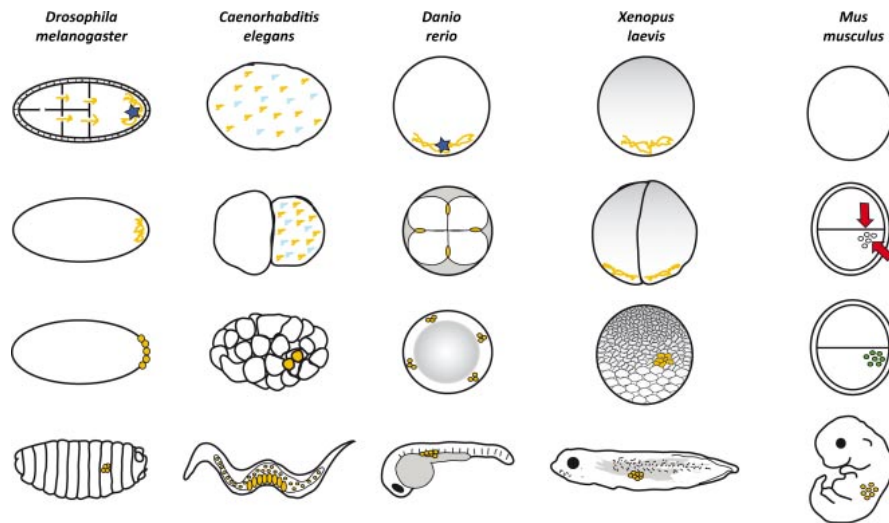 Drosophila
melanogaster
Caenorhabditis
elegans
Danio
rerio
Xenopus
laevis
Mus
musculus